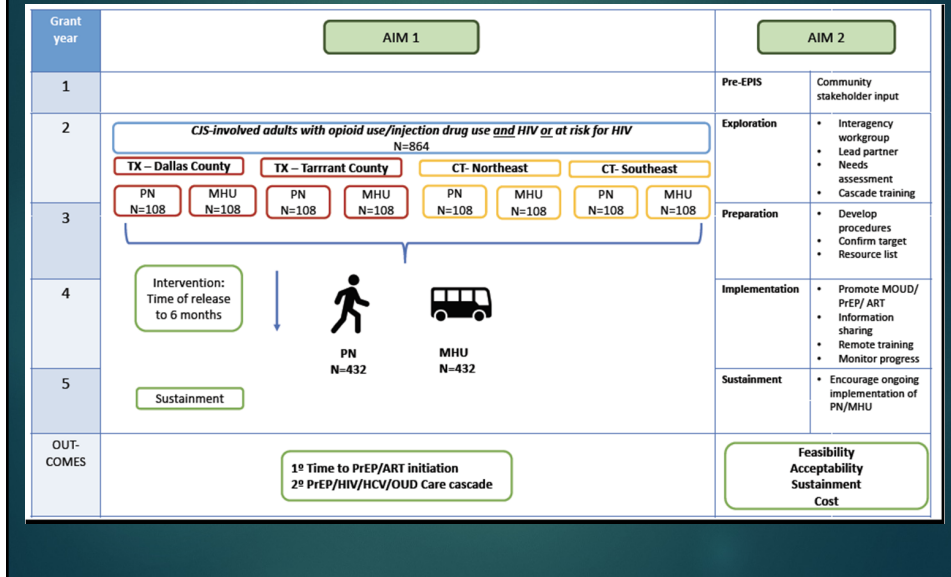 Grant
year
AIM 1
AIM 2
1
Pre-EPIS
Community
stakeholder input
2
CJS-involved adults with opioid use/injection drug use and HIV or at risk for HIV
N=864
TX – Dallas County
TX – Tarrrant County
CT- Northeast
CT- Southeast
PN
N=108
MHU
N=108
PN
N=108
MHU
N=108
PN
N=108
MHU
N=108
PN
N=108
MHU
N=108
Exploration
• Interagency
workgroup
• Lead partner
• Needs
assessment
• Cascade training
3
Preparation
• Develop
procedures
• Confirm target
• Resource list
4
Intervention:
Time of release
to 6 months
PN
N=432
MHU
N=432
Implementation
• Promote MOUD/
PrEP/ ART
• Information
sharing
• Remote training
• Monitor progress
5
Sustainment
Sustainment
• Encourage ongoing
implementation of
PN/MHU
OUT-
COMES
1º Time to PrEP/ART initiation
2º PrEP/HIV/HCV/OUD Care cascade
Feasibility
Acceptability
Sustainment
Cost